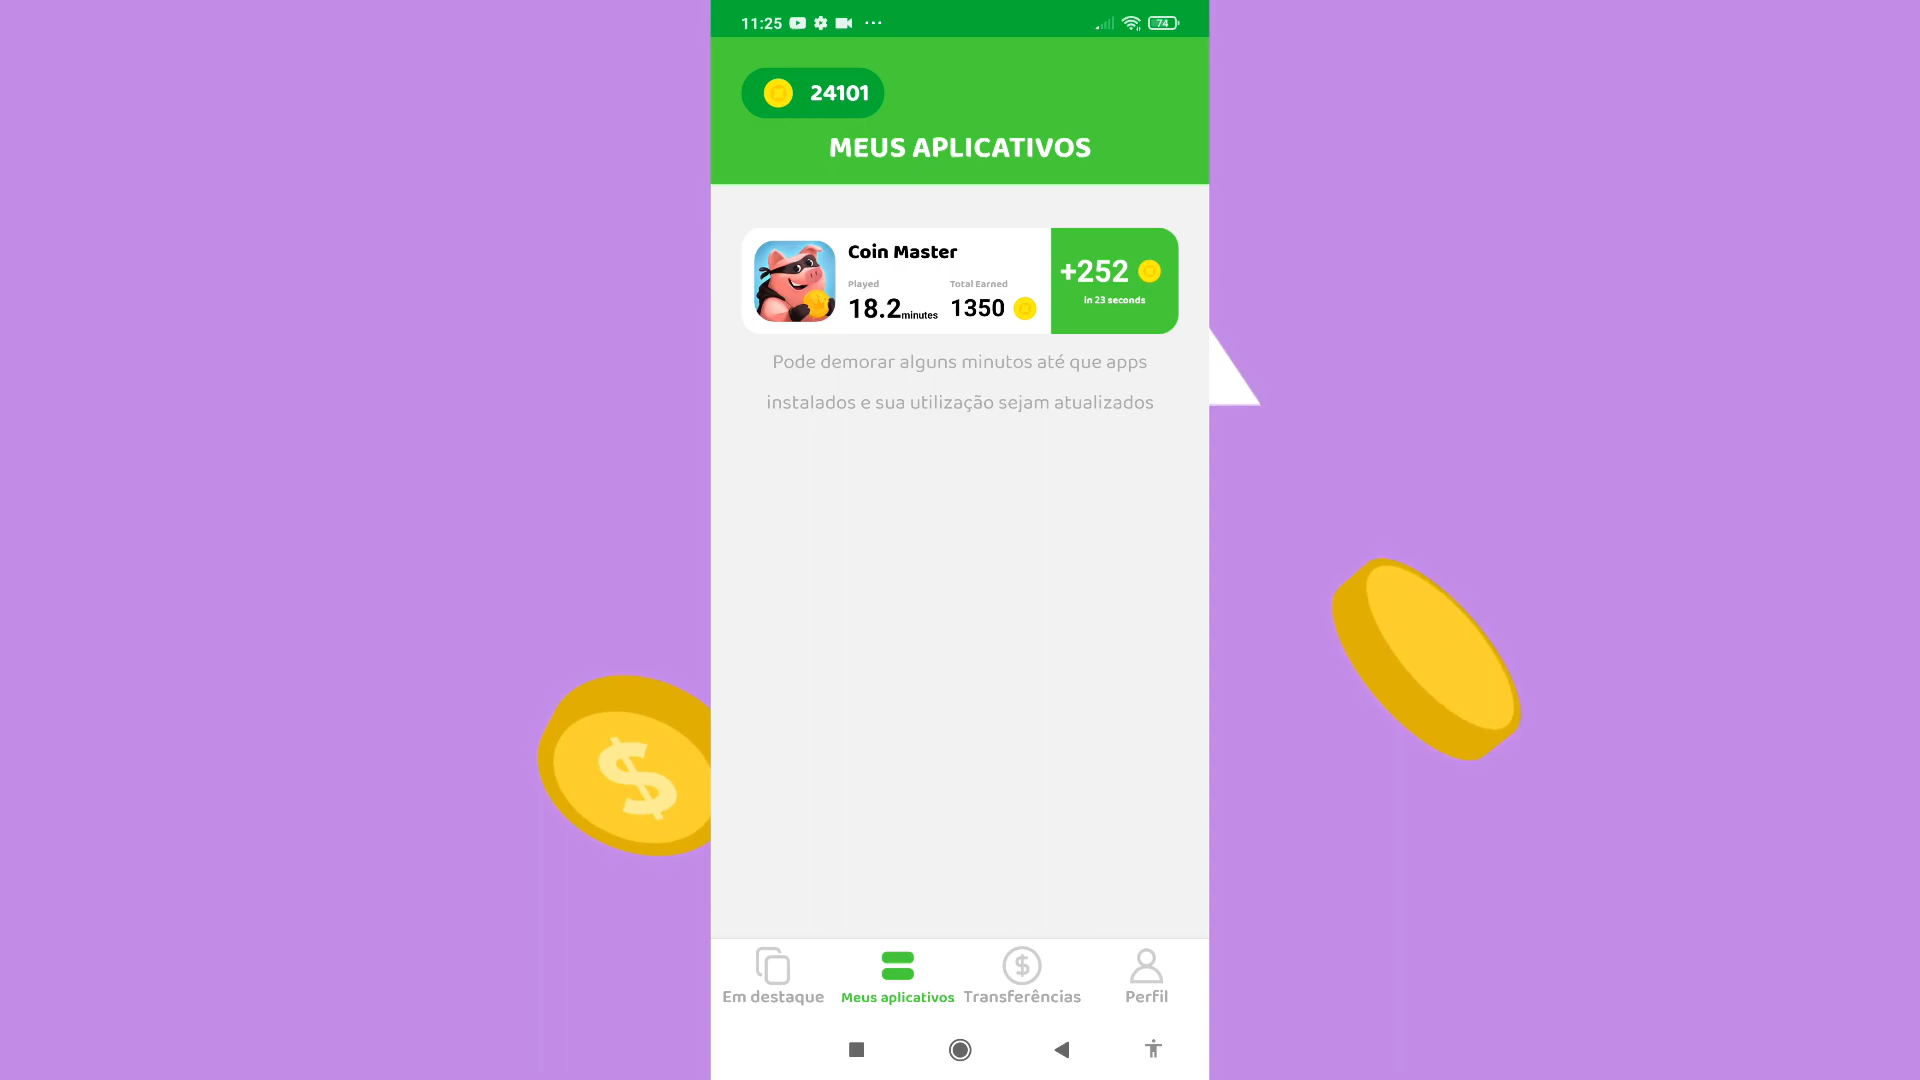 11:25
74
24101
MEUS APLICATIVOS
Coin Master
Played
Total Earned
18.2minutes
1350
+252
in 23 seconds
Pode demorar alguns minutos até que apps
instalados e sua utilização sejam atualizados
$
$
Em destaque
Meus aplicativos
Transferências
Perfil